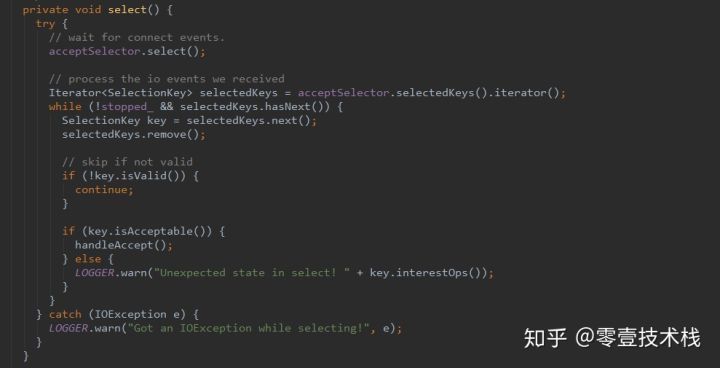 private void select() {
try {
// wait for connect events.
acceptSelector.select();
// process the io events we received
Iterator<SelectionKey> selectedKeys = acceptSelector.selectedKeys().iterator();
while (!stopped_ && selectedKeys.hasNext()) {
SelectionKey key = selectedKeys.next();
selectedKeys.remove();
// skip if not valid
if (!key.isValid()) {
continue;
}
if (key.isAcceptable()) {
handleAccept();
} else {
LOGGER.warn("Unexpected state in select! " + key.interestOps());
}
}
} catch (IOException e) {
LOGGER.warn("Got an IOException while selecting!", e);
}
}
知乎 @零壹技术栈